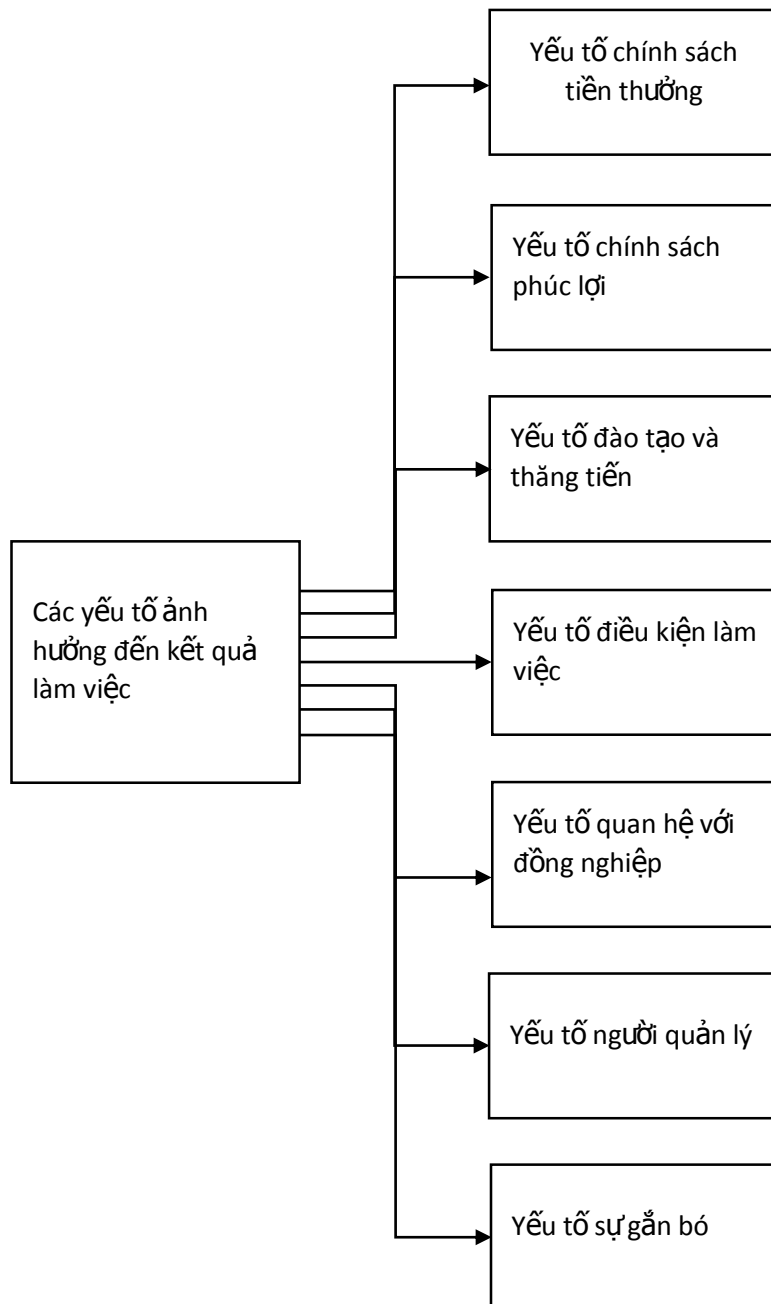 Yếu tố chính sách
tiền thưởng
Yếu tố chính sách
phúc lợi
Yếu tố đào tạo và
thăng tiến
Các yếu tố ảnh
hưởng đến kết quả
làm việc
Yếu tố điều kiện làm
việc
Yếu tố quan hệ với
đồng nghiệp
Yếu tố người quản lý
Yếu tố sự gắn bó